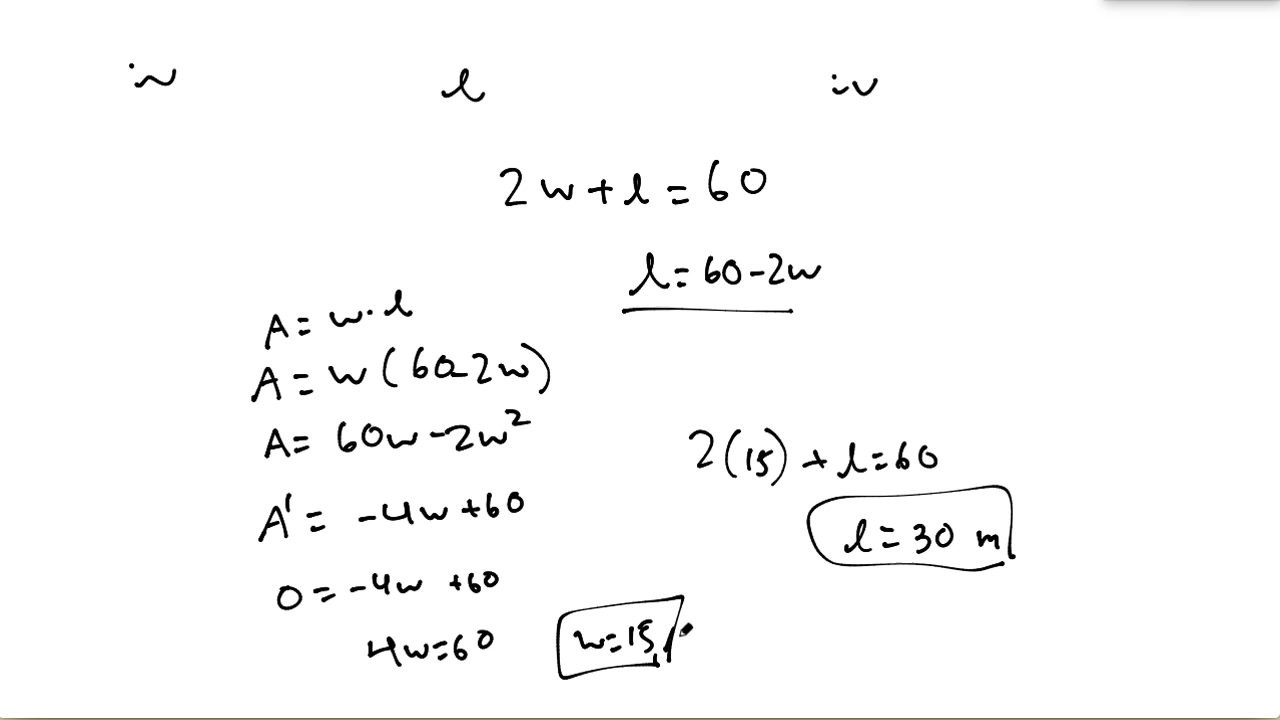 l
2w + l = 60
l = 60 - 2w
A = w · l
A = w(60-2w)
A = 60w - 2w²
A' = -4w + 60
0 = -4w + 60
4w = 60
w = 15
2(15) + l = 60
l = 30 m